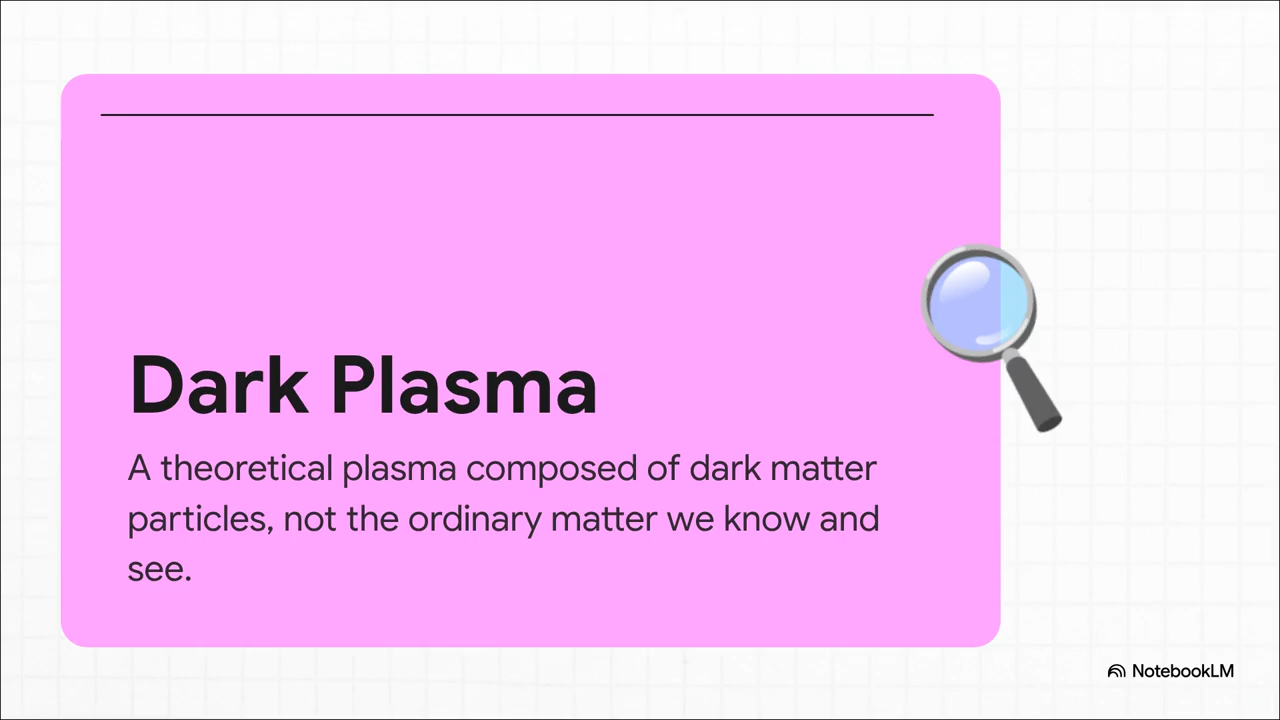 Dark Plasma
A theoretical plasma composed of dark matter
particles, not the ordinary matter we know and
see.
NotebookLM